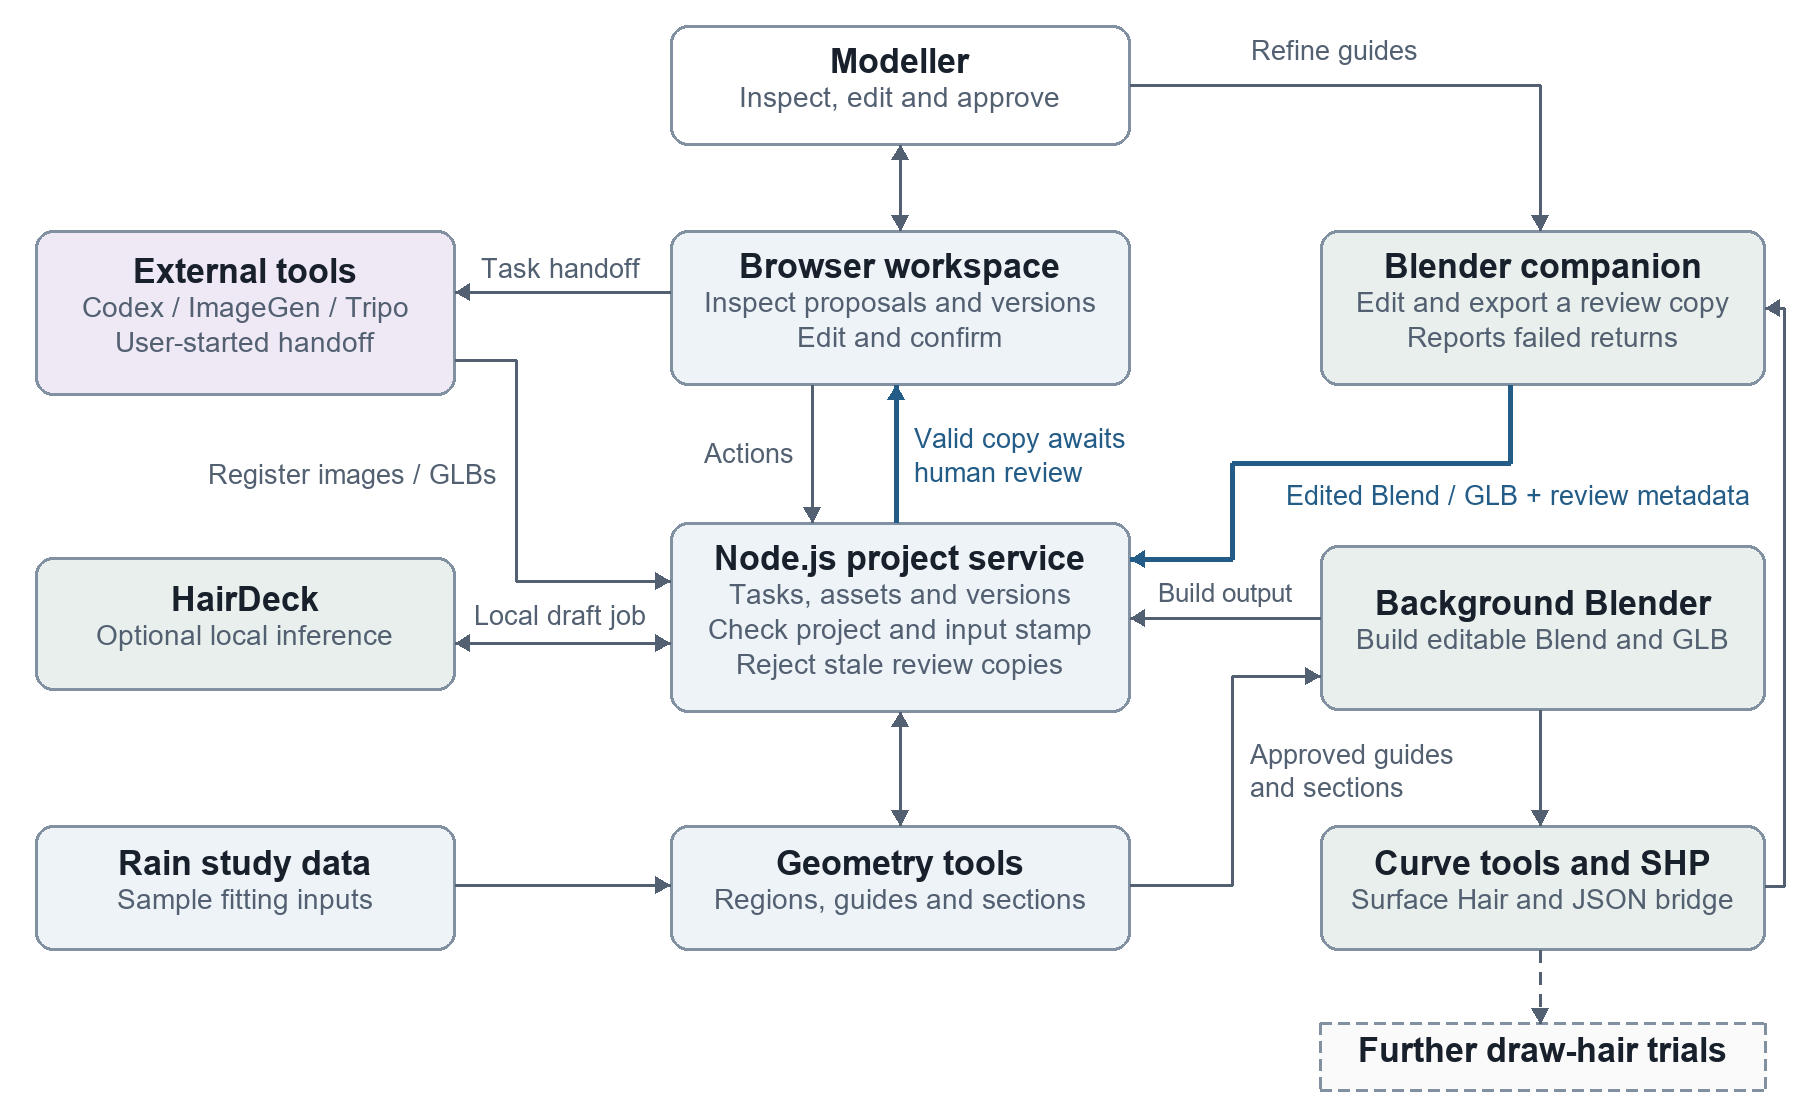 Modeller
Inspect, edit and approve
Refine guides
External tools
Codex / ImageGen / Tripo
User-started handoff
Task handoff
Browser workspace
Inspect proposals and versions
Edit and confirm
Blender companion
Edit and export a review copy
Reports failed returns
Register images / GLBs
Actions
Valid copy awaits
human review
Edited Blend / GLB + review metadata
HairDeck
Optional local inference
Local draft job
Node.js project service
Tasks, assets and versions
Check project and input stamp
Reject stale review copies
Build output
Background Blender
Build editable Blend and GLB
Approved guides
and sections
Rain study data
Sample fitting inputs
Geometry tools
Regions, guides and sections
Curve tools and SHP
Surface Hair and JSON bridge
Further draw-hair trials